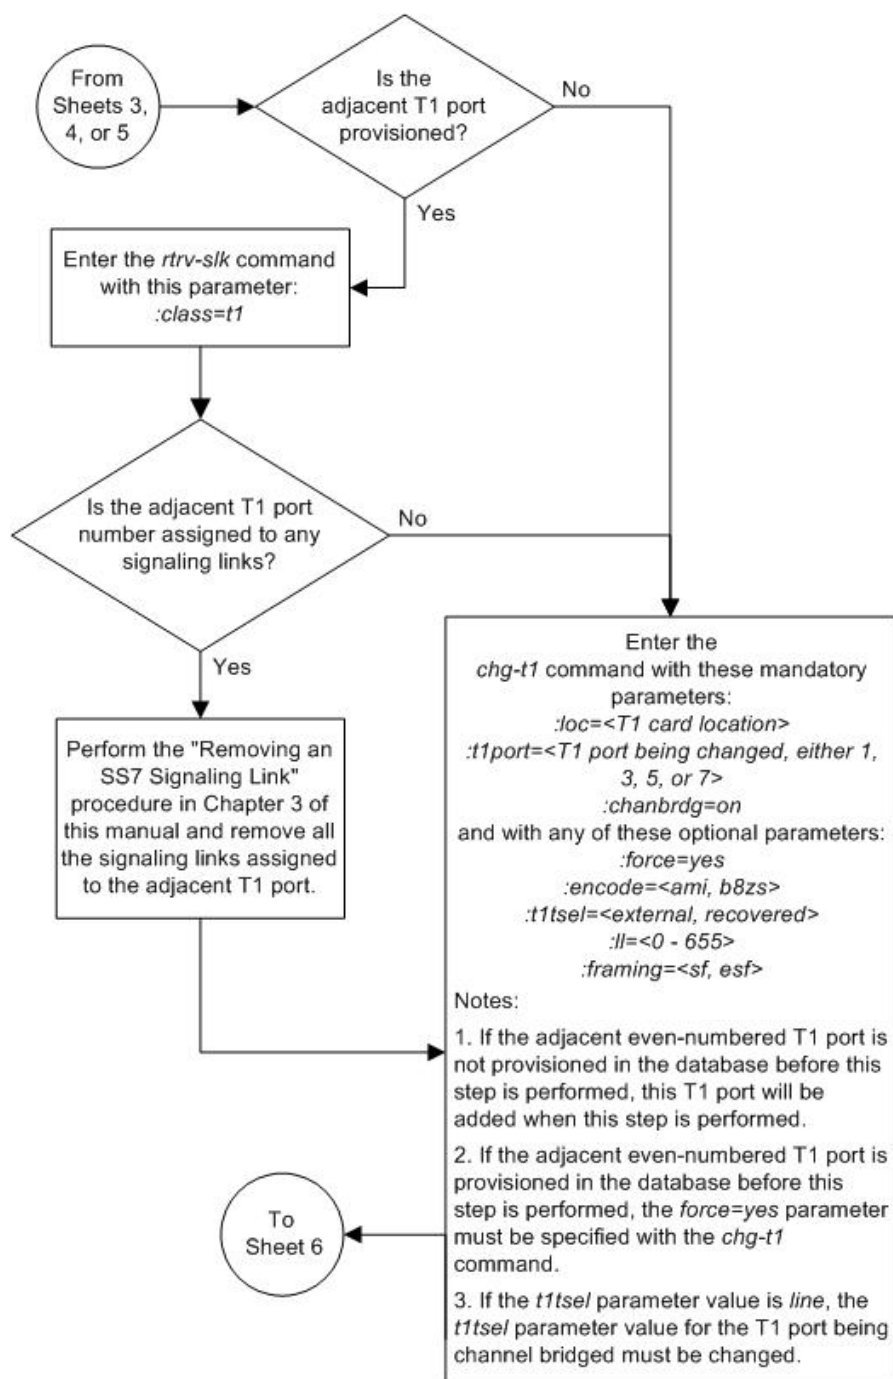 From
Sheets 3,
4, or 5
Is the
adjacent T1 port
provisioned?
No
Yes
Enter the rtrv-slk command
with this parameter:
:class=t1
Is the adjacent T1 port
number assigned to any
signaling links?
No
Yes
Perform the "Removing an
SS7 Signaling Link"
procedure in Chapter 3 of
this manual and remove all
the signaling links assigned
to the adjacent T1 port.
Enter the
chg-t1 command with these mandatory
parameters:
:loc=<T1 card location>
:t1port=<T1 port being changed, either 1,
3, 5, or 7>
:chanbrdg=on
and with any of these optional parameters:
:force=yes
:encode=<ami, b8zs>
:t1tsel=<external, recovered>
:ll=<0 - 655>
:framing=<sf, esf>
Notes:
1. If the adjacent even-numbered T1 port is
not provisioned in the database before this
step is performed, this T1 port will be
added when this step is performed.
2. If the adjacent even-numbered T1 port is
provisioned in the database before this
step is performed, the force=yes parameter
must be specified with the chg-t1
command.
3. If the t1tsel parameter value is line, the
t1tsel parameter value for the T1 port being
channel bridged must be changed.
To
Sheet 6